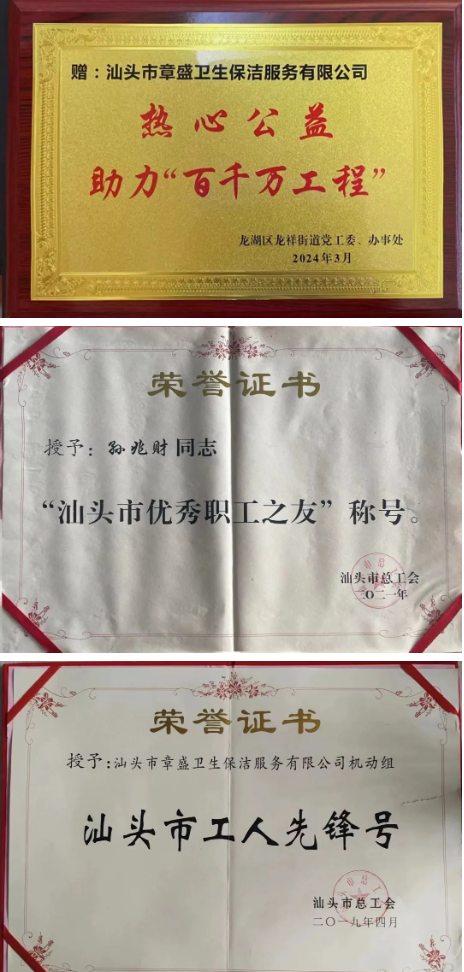 赠：汕头市章盛卫生保洁服务有限公司
热心公益
助力“百千万工程”
龙湖区龙祥街道党工委、办事处
2024年3月
荣誉证书
授予：孙兆财同志
“汕头市优秀职工之友”称号。
汕头市总工会
二〇二一年
荣誉证书
授予：汕头市章盛卫生保洁服务有限公司机动组
汕头市工人先锋号
汕头市总工会
二〇一九年四月